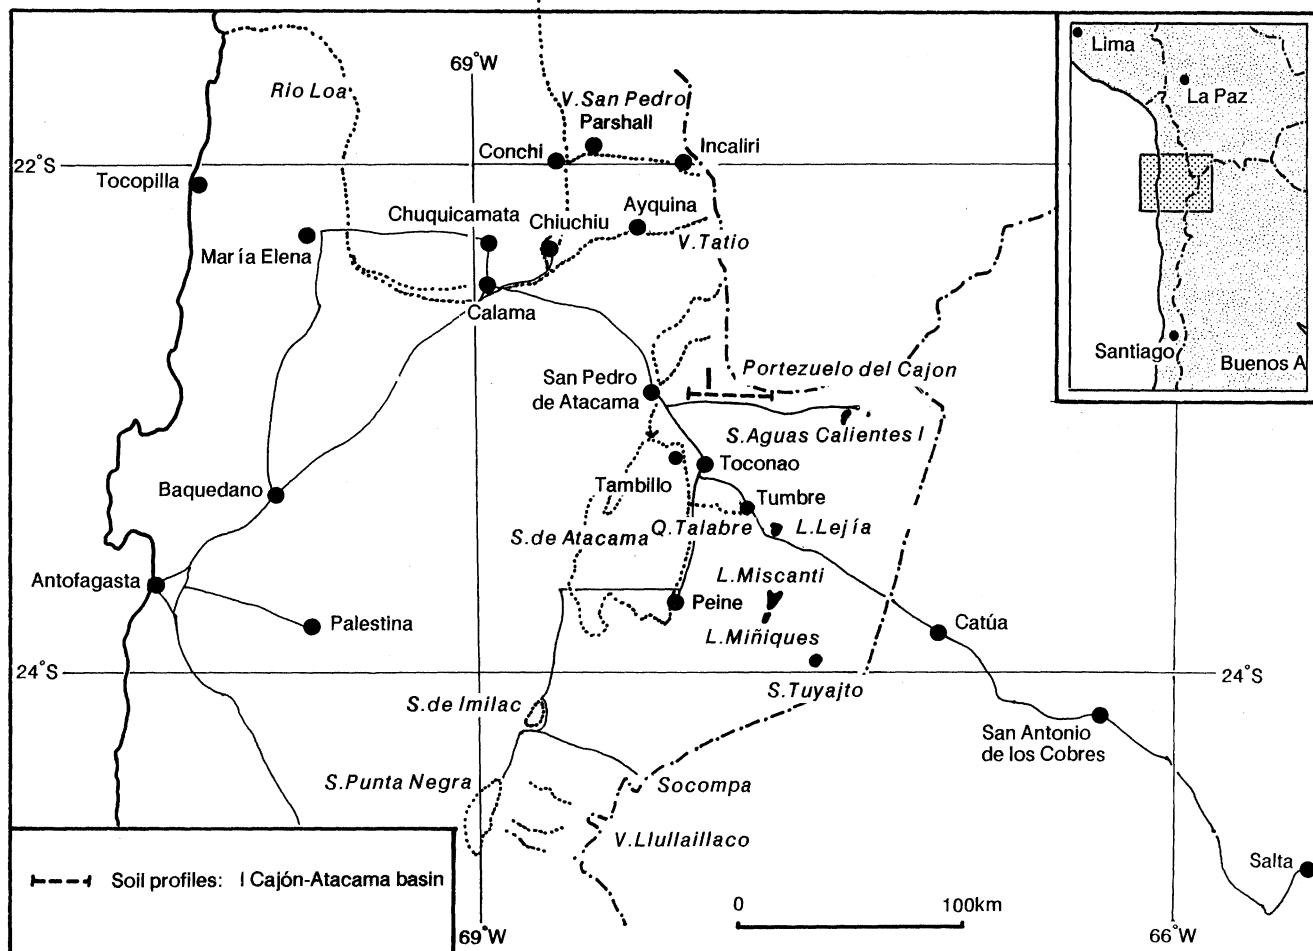 69°W
Lima
La Paz
Santiago
Buenos A
Rio Loa
V.San Pedro
Parshall
Conchi
Incaliri
22°S
Tocopilla
Chuquicamata
Chiuchiu
Ayquina
María Elena
V.Tatio
Calama
San Pedro
de Atacama
I
Portezuelo del Cajon
S.Aguas Calientes I
Toconao
Tambillo
Baquedano
Tumbre
S.de Atacama
Q.Talabre
L.Lejía
Antofagasta
L.Miscanti
Peine
Palestina
L.Miñiques
Catúa
24°S
24°S
S.Tuyajto
S.de Imilac
San Antonio
de los Cobres
S.Punta Negra
Socompa
V.Llullaillaco
Salta
Soil profiles: I Cajón-Atacama basin
0 100km
69°W
66°W